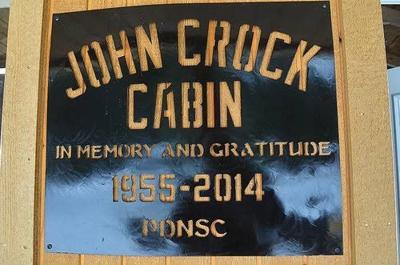 JOHN CROCK
CABIN
IN MEMORY AND GRATITUDE
1955-2014
PDNSC